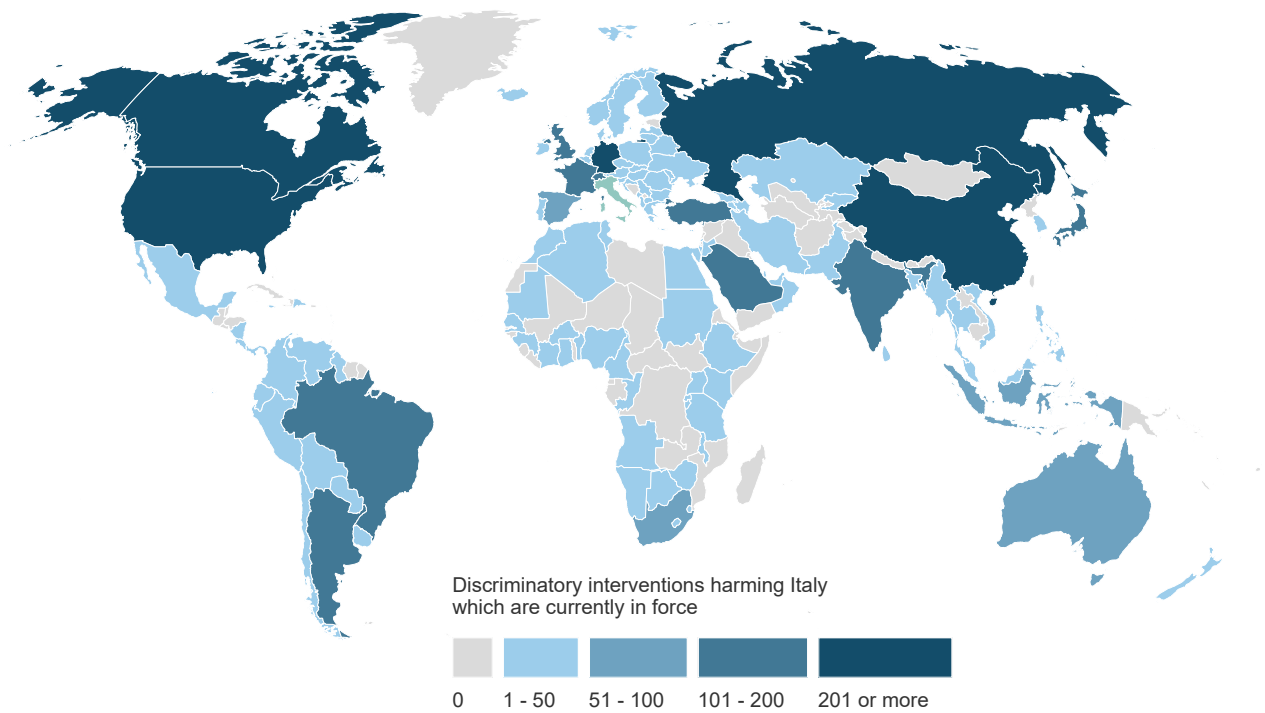 Discriminatory interventions harming Italy
which are currently in force
0 1 - 50 51 - 100 101 - 200 201 or more